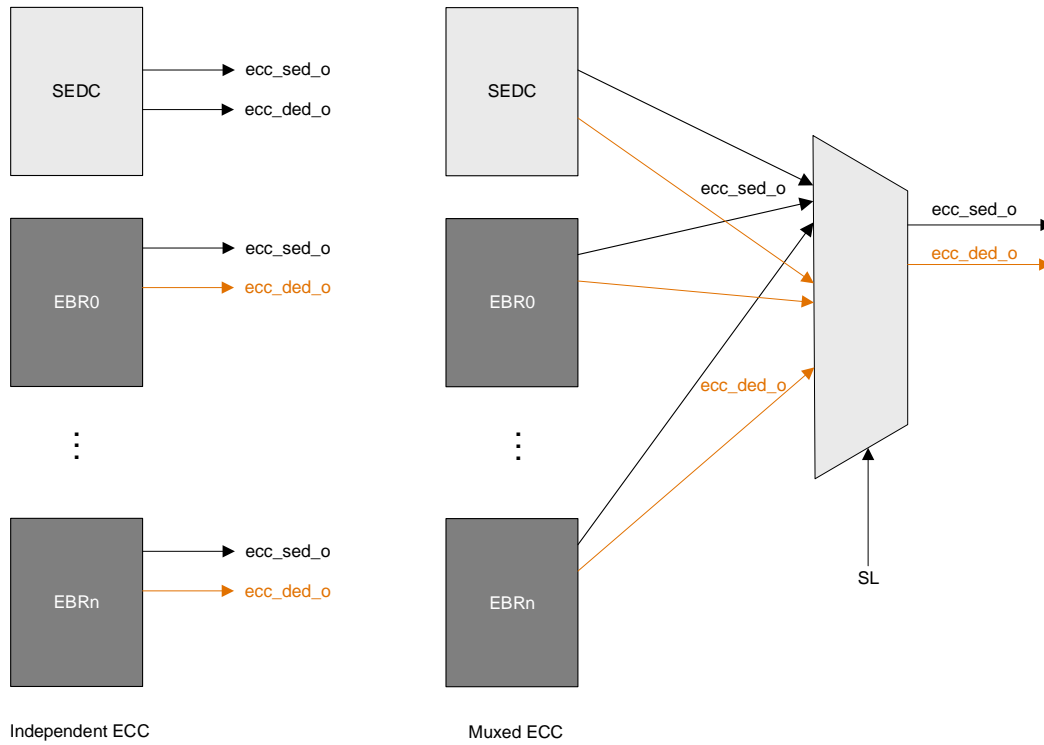 SEDC
ecc_sed_o
ecc_ded_o
EBR0
ecc_sed_o
ecc_ded_o
⋮
EBRn
ecc_sed_o
ecc_ded_o
Independent ECC
SEDC
ecc_sed_o
EBR0
ecc_ded_o
⋮
EBRn
ecc_sed_o
ecc_ded_o
SL
Muxed ECC